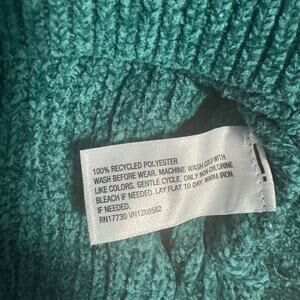 100% RECYCLED POLYESTER
WASH BEFORE WEAR. MACHINE WASH COLD WITH
LIKE COLORS. GENTLE CYCLE. ONLY NON-CHLORINE
BLEACH IF NEEDED. LAY FLAT TO DRY. WARM IRON
IF NEEDED.
RN17730 VN1269582